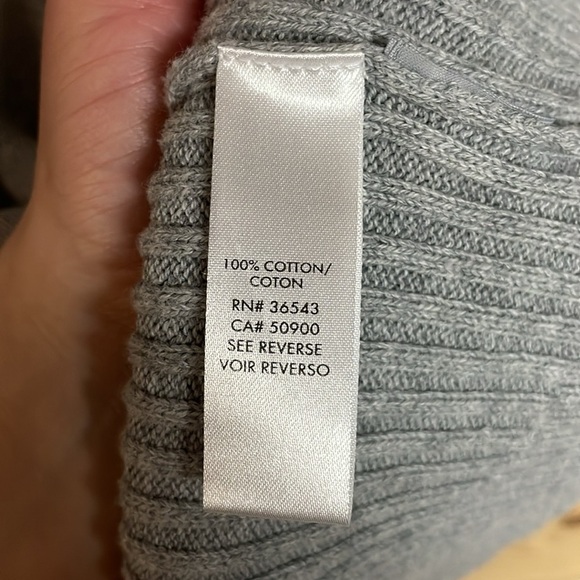 100% COTTON/
COTON
RN# 36543
CA# 50900
SEE REVERSE
VOIR REVERSO